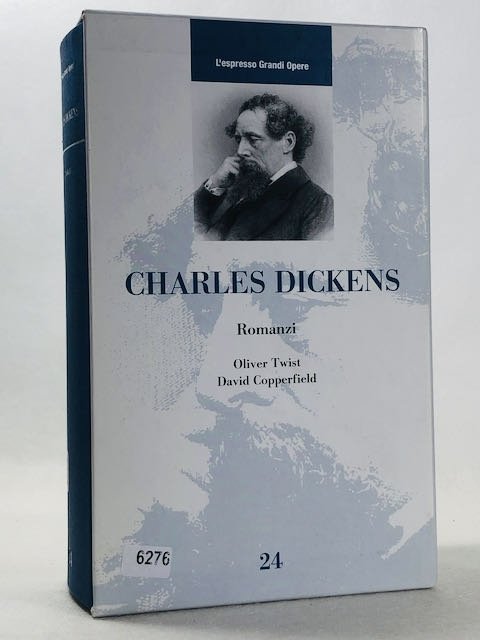 L'espresso Grandi Opere
CHARLES DICKENS
Romanzi
Oliver Twist
David Copperfield
6276
24